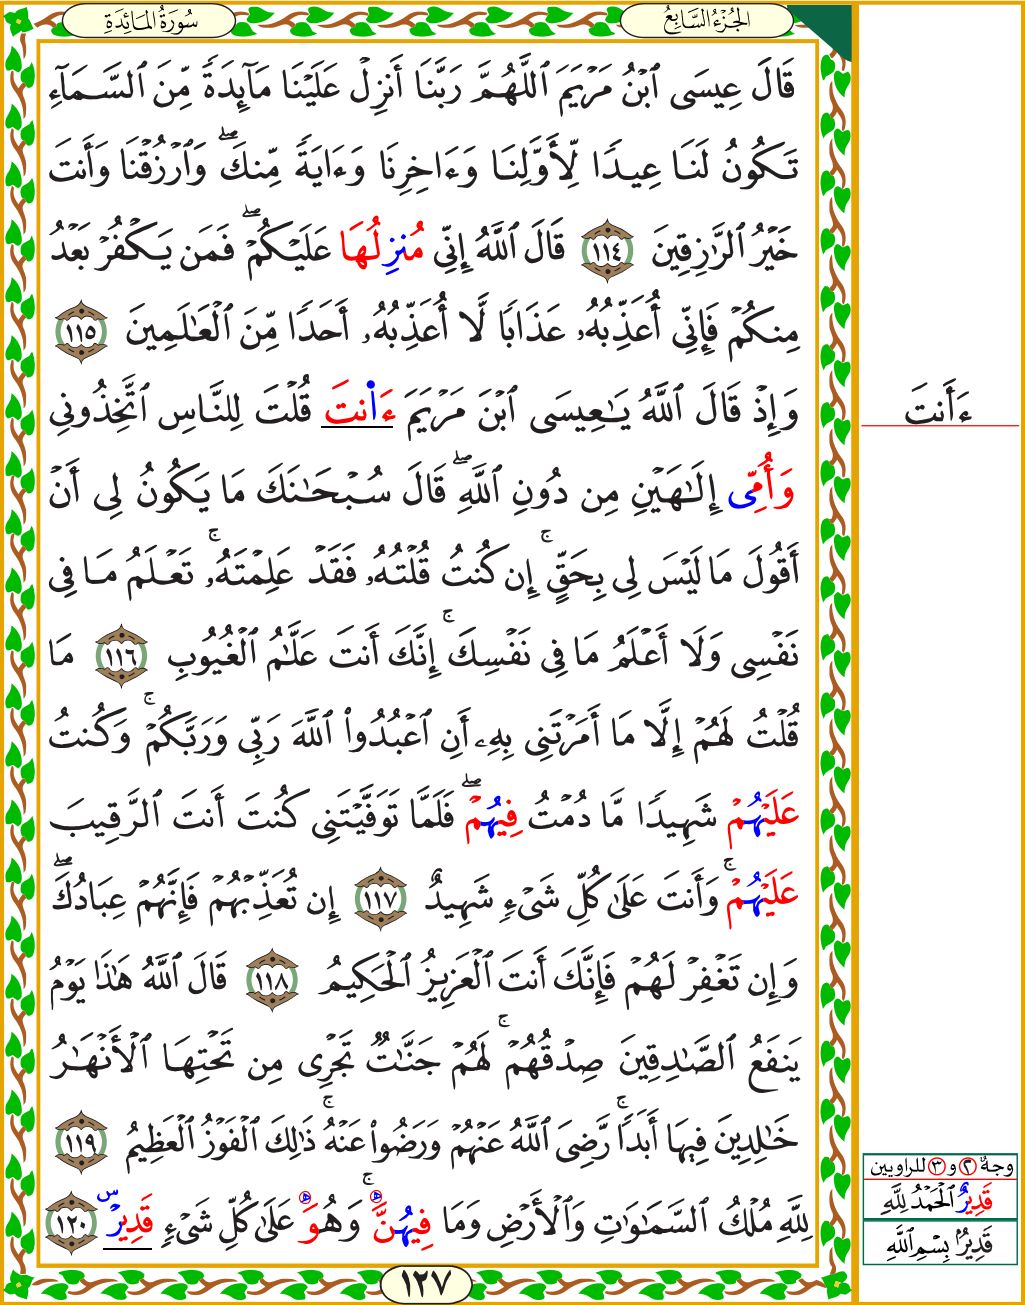 الجُزْءُ السَّابِعُ
سُورَةُ المَائِدَةِ
قَالَ عِيسَى ٱبْنُ مَرْيَمَ ٱللَّهُمَّ رَبَّنَا أَنزِلْ عَلَيْنَا مَآئِدَةً مِّنَ ٱلسَّمَآءِ
تَكُونُ لَنَا عِيدًا لِّأَوَّلِنَا وَءَاخِرِنَا وَءَايَةً مِّنكَ ۖ وَٱرْزُقْنَا وَأَنتَ
خَيْرُ ٱلرَّٰزِقِينَ ١١٤ قَالَ ٱللَّهُ إِنِّي مُنزِلُهَا عَلَيْكُمْ ۖ فَمَن يَكْفُرْ بَعْدُ
مِنكُمْ فَإِنِّي أُعَذِّبُهُۥ عَذَابًا لَّا أُعَذِّبُهُۥ أَحَدًا مِّنَ ٱلْعَٰلَمِينَ ١١٥
وَإِذْ قَالَ ٱللَّهُ يَٰعِيسَى ٱبْنَ مَرْيَمَ ءَاْنتَ قُلْتَ لِلنَّاسِ ٱتَّخِذُونِي
وَأُمِّي إِلَٰهَيْنِ مِن دُونِ ٱللَّهِ ۖ قَالَ سُبْحَٰنَكَ مَا يَكُونُ لِي أَنْ
أَقُولَ مَا لَيْسَ لِي بِحَقٍّ ۚ إِن كُنتُ قُلْتُهُۥ فَقَدْ عَلِمْتَهُۥ ۚ تَعْلَمُ مَا فِي
نَفْسِي وَلَا أَعْلَمُ مَا فِي نَفْسِكَ ۚ إِنَّكَ أَنتَ عَلَّٰمُ ٱلْغُيُوبِ ١١٦ مَا
قُلْتُ لَهُمْ إِلَّا مَا أَمَرْتَنِي بِهِۦ أَنِ ٱعْبُدُواْ ٱللَّهَ رَبِّي وَرَبَّكُمْ ۚ وَكُنتُ
عَلَيْهُمْ شَهِيدًا مَّا دُمْتُ فِيهُمْ ۖ فَلَمَّا تَوَفَّيْتَنِي كُنتَ أَنتَ ٱلرَّقِيبَ
عَلَيْهُمْ ۚ وَأَنتَ عَلَىٰ كُلِّ شَيْءٍ شَهِيدٌ ١١٧ إِن تُعَذِّبْهُمْ فَإِنَّهُمْ عِبَادُكَ ۖ
وَإِن تَغْفِرْ لَهُمْ فَإِنَّكَ أَنتَ ٱلْعَزِيزُ ٱلْحَكِيمُ ١١٨ قَالَ ٱللَّهُ هَٰذَا يَوْمُ
يَنفَعُ ٱلصَّٰدِقِينَ صِدْقُهُمْ ۚ لَهُمْ جَنَّٰتٌ تَجْرِي مِن تَحْتِهَا ٱلْأَنْهَٰرُ
خَٰلِدِينَ فِيهَا أَبَدًا ۚ رَّضِيَ ٱللَّهُ عَنْهُمْ وَرَضُواْ عَنْهُ ۚ ذَٰلِكَ ٱلْفَوْزُ ٱلْعَظِيمُ ١١٩
لِلَّهِ مُلْكُ ٱلسَّمَٰوَٰتِ وَٱلْأَرْضِ وَمَا فِيهُنَّ ۚ وَهُوَ عَلَىٰ كُلِّ شَيْءٍ قَدِيرٌ س ١٢٠
١٢٧
ءَأَنتَ
وجهُ ٢ و ٣ للراويين
قَدِيرٌ ٱلْحَمْدُ لِلَّهِ
قَدِيرٌ بِسْمِ ٱللَّهِ